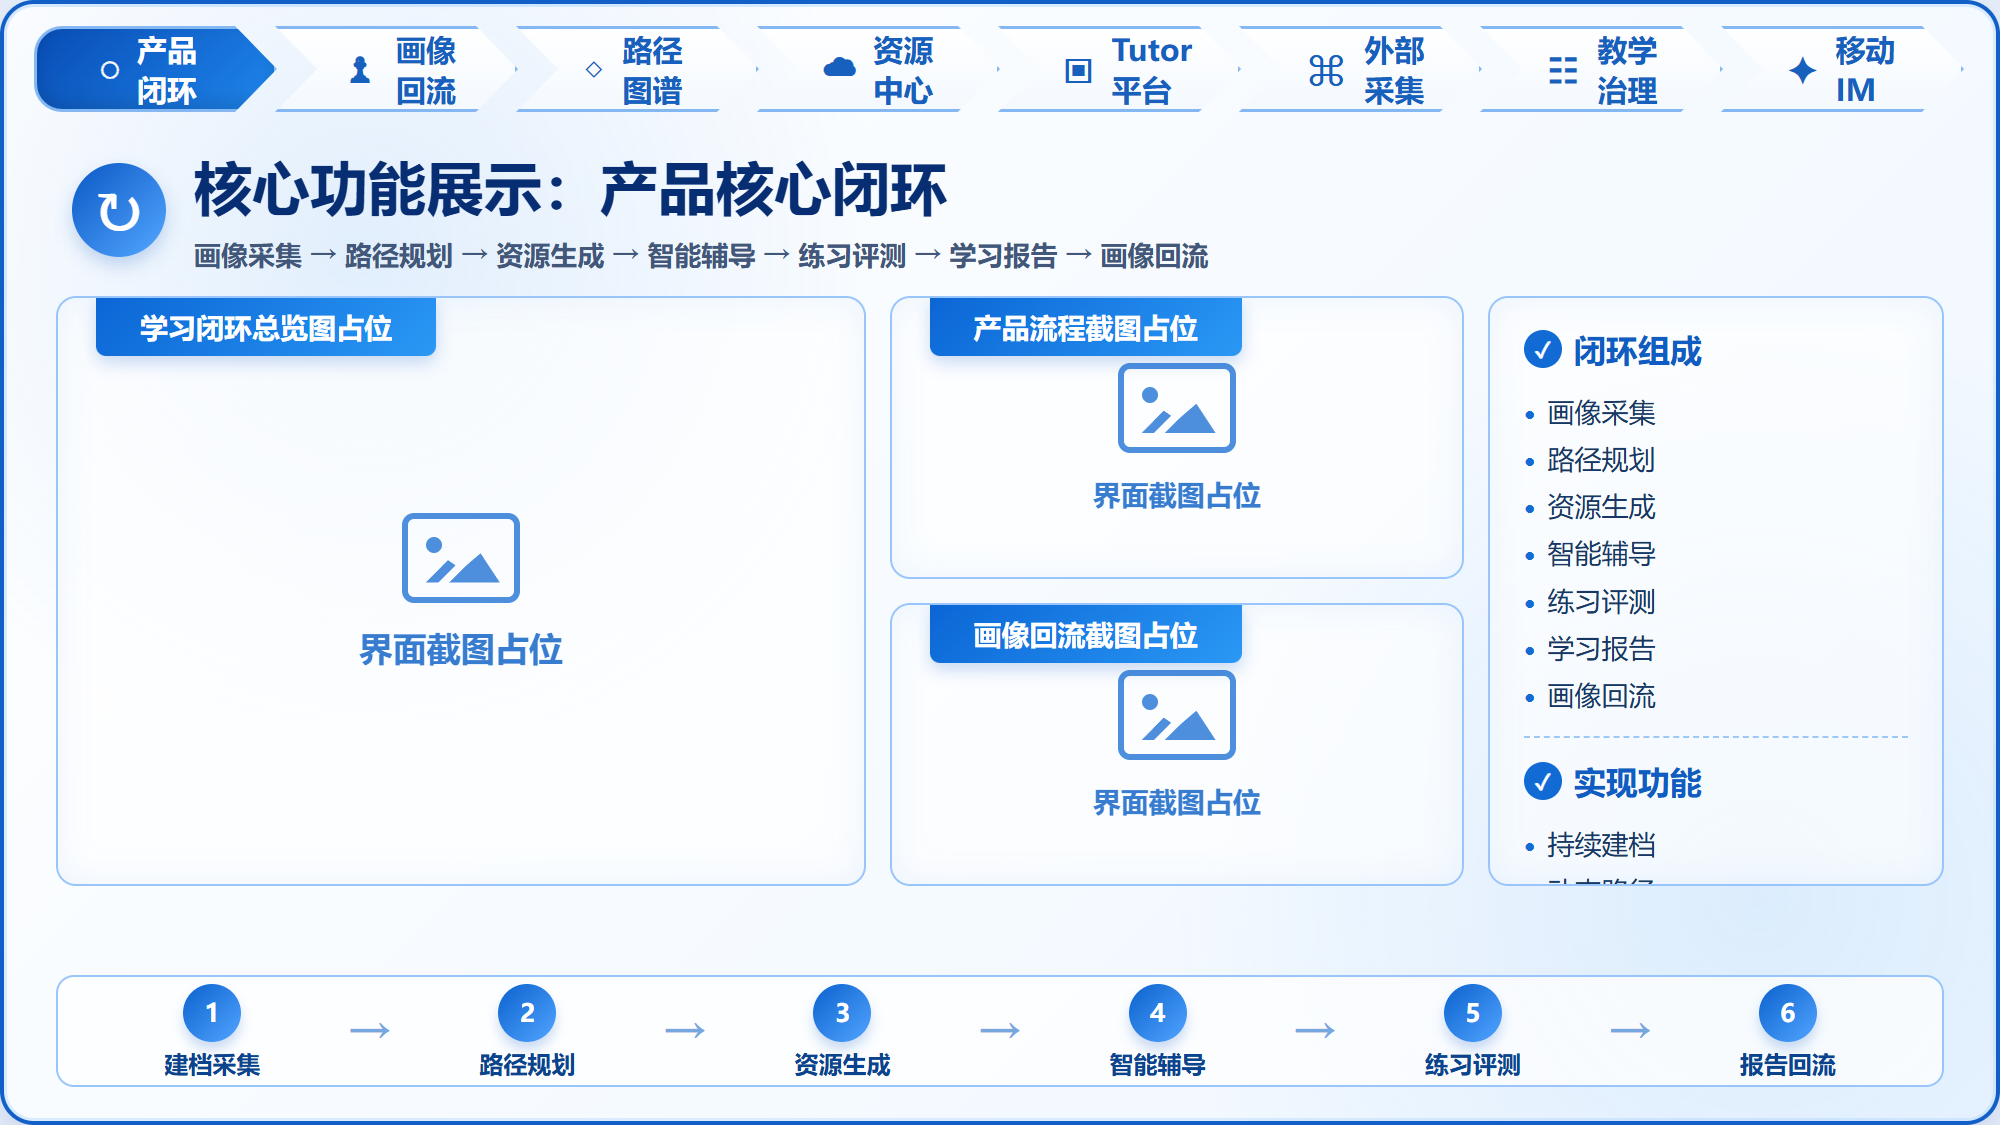 产品
闭环
画像
回流
路径
图谱
资源
中心
Tutor
平台
外部
采集
教学
治理
移动
IM
核心功能展示：产品核心闭环
画像采集 → 路径规划 → 资源生成 → 智能辅导 → 练习评测 → 学习报告 → 画像回流
学习闭环总览图占位
界面截图占位
产品流程截图占位
界面截图占位
画像回流截图占位
界面截图占位
闭环组成
• 画像采集
• 路径规划
• 资源生成
• 智能辅导
• 练习评测
• 学习报告
• 画像回流
实现功能
• 持续建档
1 → 2 → 3 → 4 → 5 → 6
建档采集 路径规划 资源生成 智能辅导 练习评测 报告回流